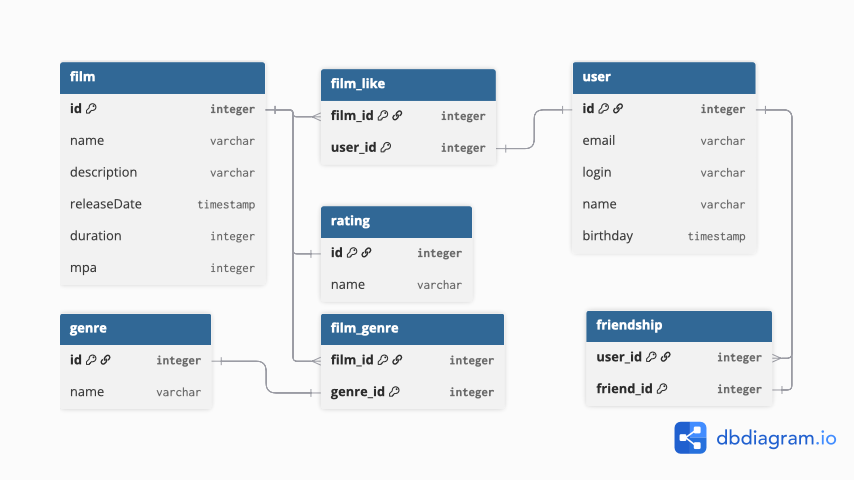 film
id integer
name varchar
description varchar
releaseDate timestamp
duration integer
mpa integer
film_like
film_id integer
user_id integer
user
id integer
email varchar
login varchar
name varchar
birthday timestamp
rating
id integer
name varchar
genre
id integer
name varchar
film_genre
film_id integer
genre_id integer
friendship
user_id integer
friend_id integer
dbdiagram.io